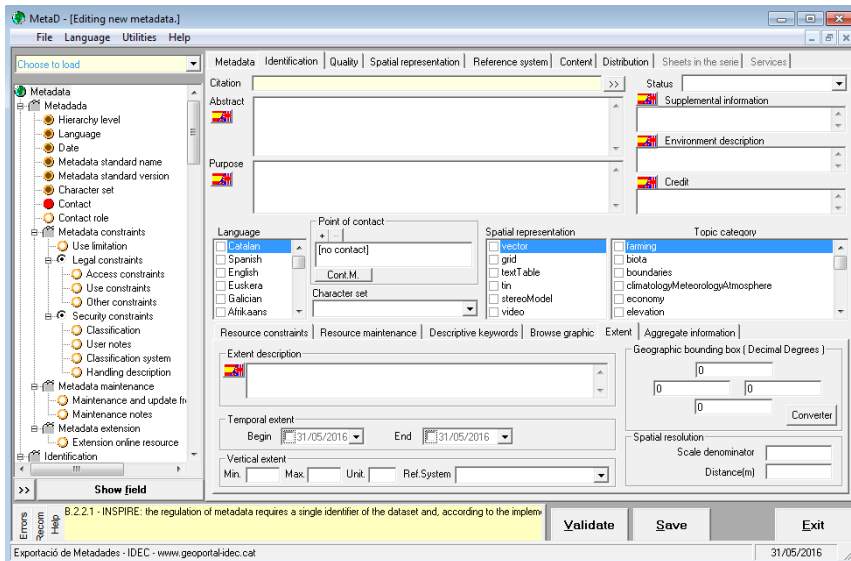 MetaD - [Editing new metadata.]
File Language Utilities Help
Choose to load
Metadata
Metadada
Hierarchy level
Language
Date
Metadata standard name
Metadata standard version
Character set
Contact
Contact role
Metadata constraints
Use limitation
Legal constraints
Access constraints
Use constraints
Other constraints
Security constraints
Classification
User notes
Classification system
Handling description
Metadata maintenance
Maintenance and update fr
Maintenance notes
Metadata extension
Extension online resource
Identification
>> Show field
Metadata Identification Quality Spatial representation Reference system Content Distribution Sheets in the serie Services
Citation >> Status
Abstract
Supplemental information
Environment description
Purpose
Credit
Language
Catalan
Spanish
English
Euskera
Galician
Afrikaans
Point of contact
+ -
[no contact]
Cont.M.
Character set
Spatial representation
vector
grid
textTable
tin
stereoModel
video
Topic category
farming
biota
boundaries
climatologyMeteorologyAtmosphere
economy
elevation
Resource constraints Resource maintenance Descriptive keywords Browse graphic Extent Aggregate information
Extent description
Temporal extent
Begin 31/05/2016 End 31/05/2016
Vertical extent
Min. Max. Unit. Ref.System
Geographic bounding box ( Decimal Degrees )
0
0 0
0
Converter
Spatial resolution
Scale denominator
Distance(m)
Errors
Recom
Help
B.2.2.1 - INSPIRE: the regulation of metadata requires a single identifier of the dataset and, according to the implem
Validate Save Exit
Exportació de Metadades - IDEC - www.geoportal-idec.cat 31/05/2016